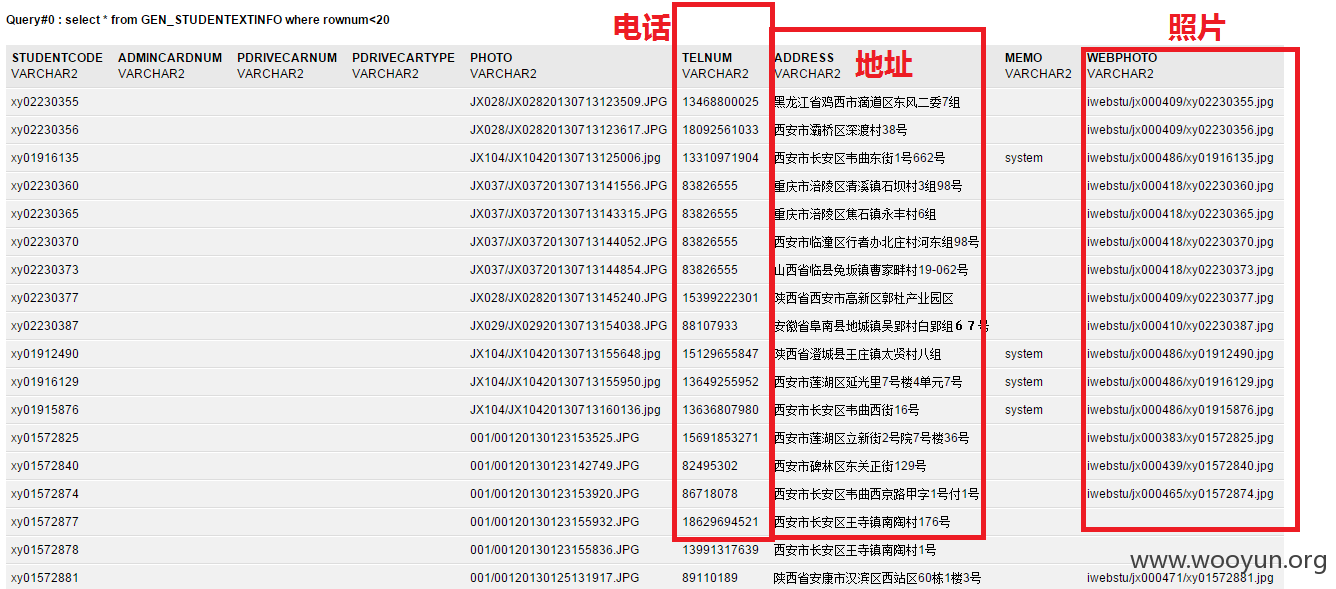 Query#0 : select * from GEN_STUDENTEXTINFO where rownum<20
电话
地址
照片
STUDENTCODE ADMINCARDNUM PDRIVECARNUM PDRIVECARTYPE PHOTO TELNUM ADDRESS MEMO WEBPHOTO
VARCHAR2 VARCHAR2 VARCHAR2 VARCHAR2 VARCHAR2 VARCHAR2 VARCHAR2 VARCHAR2 VARCHAR2
xy02230355 JX028/JX02820130713123509.JPG 13468800025 黑龙江省鸡西市滴道区东风二委7组 iwebstu/jx000409/xy02230355.jpg
xy02230356 JX028/JX02820130713123617.JPG 18092561033 西安市灞桥区深渡村38号 iwebstu/jx000409/xy02230356.jpg
xy01916135 JX104/JX10420130713125006.jpg 13310971904 西安市长安区韦曲东街1号662号 system iwebstu/jx000486/xy01916135.jpg
xy02230360 JX037/JX03720130713141556.JPG 83826555 重庆市涪陵区清溪镇石坝村3组98号 iwebstu/jx000418/xy02230360.jpg
xy02230365 JX037/JX03720130713143315.JPG 83826555 重庆市涪陵区焦石镇永丰村6组 iwebstu/jx000418/xy02230365.jpg
xy02230370 JX037/JX03720130713144052.JPG 83826555 西安市临潼区行者办北庄村河东组98号 iwebstu/jx000418/xy02230370.jpg
xy02230373 JX037/JX03720130713144854.JPG 83826555 山西省临县兔坂镇曹家畔村19-062号 iwebstu/jx000418/xy02230373.jpg
xy02230377 JX028/JX02820130713145240.JPG 15399222301 陕西省西安市高新区郭杜产业园区 iwebstu/jx000409/xy02230377.jpg
xy02230387 JX029/JX02920130713154038.JPG 88107933 安徽省阜南县地城镇吴郢村白郢组６７号 iwebstu/jx000410/xy02230387.jpg
xy01912490 JX104/JX10420130713155648.jpg 15129655847 陕西省澄城县王庄镇太贤村八组 system iwebstu/jx000486/xy01912490.jpg
xy01916129 JX104/JX10420130713155950.jpg 13649255952 西安市莲湖区延光里7号楼4单元7号 system iwebstu/jx000486/xy01916129.jpg
xy01915876 JX104/JX10420130713160136.jpg 13636807980 西安市长安区韦曲西街16号 system iwebstu/jx000486/xy01915876.jpg
xy01572825 001/00120130123153525.JPG 15691853271 西安市莲湖区立新街2号院7号楼36号 iwebstu/jx000383/xy01572825.jpg
xy01572840 001/00120130123142749.JPG 82495302 西安市碑林区东关正街129号 iwebstu/jx000439/xy01572840.jpg
xy01572874 001/00120130123153920.JPG 86718078 西安市长安区韦曲西京路甲字1号付1号 iwebstu/jx000465/xy01572874.jpg
xy01572877 001/00120130123155932.JPG 18629694521 西安市长安区王寺镇南陶村176号
xy01572878 001/00120130123155836.JPG 13991317639 西安市长安区王寺镇南陶村1号
xy01572881 001/00120130125131917.JPG 89110189 陕西省安康市汉滨区西站区60栋1楼3号 iwebstu/jx000471/xy01572881.jpg
www.wooyun.org